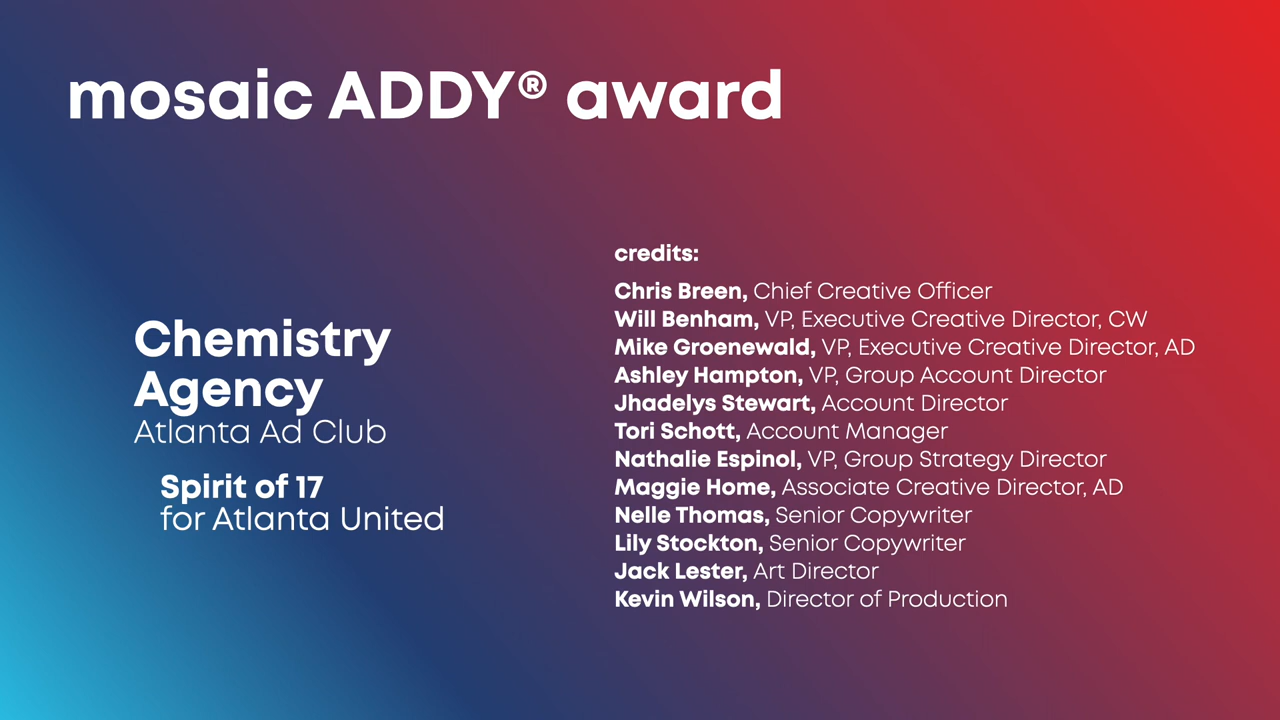 mosaic ADDY® award
Chemistry
Agency
Atlanta Ad Club
Spirit of 17
for Atlanta United
credits:
Chris Breen, Chief Creative Officer
Will Benham, VP, Executive Creative Director, CW
Mike Groenewald, VP, Executive Creative Director, AD
Ashley Hampton, VP, Group Account Director
Jhadelys Stewart, Account Director
Tori Schott, Account Manager
Nathalie Espinol, VP, Group Strategy Director
Maggie Home, Associate Creative Director, AD
Nelle Thomas, Senior Copywriter
Lily Stockton, Senior Copywriter
Jack Lester, Art Director
Kevin Wilson, Director of Production